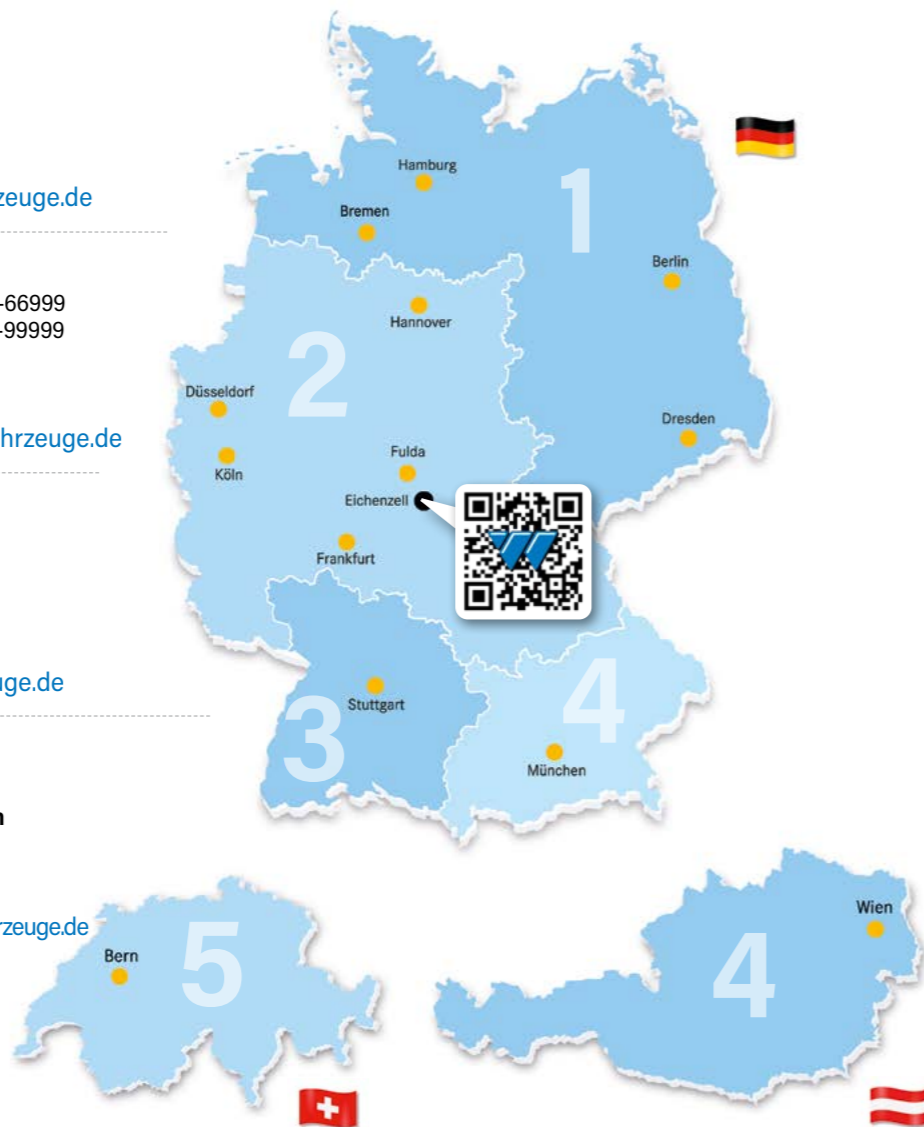 zeuge.de
-66999
-99999
hrzeuge.de
uge.de
n
rzeuge.de
Hamburg
Bremen
1
Berlin
Hannover
2
Düsseldorf
Dresden
Köln
Fulda
Eichenzell
Frankfurt
Stuttgart
3
4
München
Bern
5
Wien
4